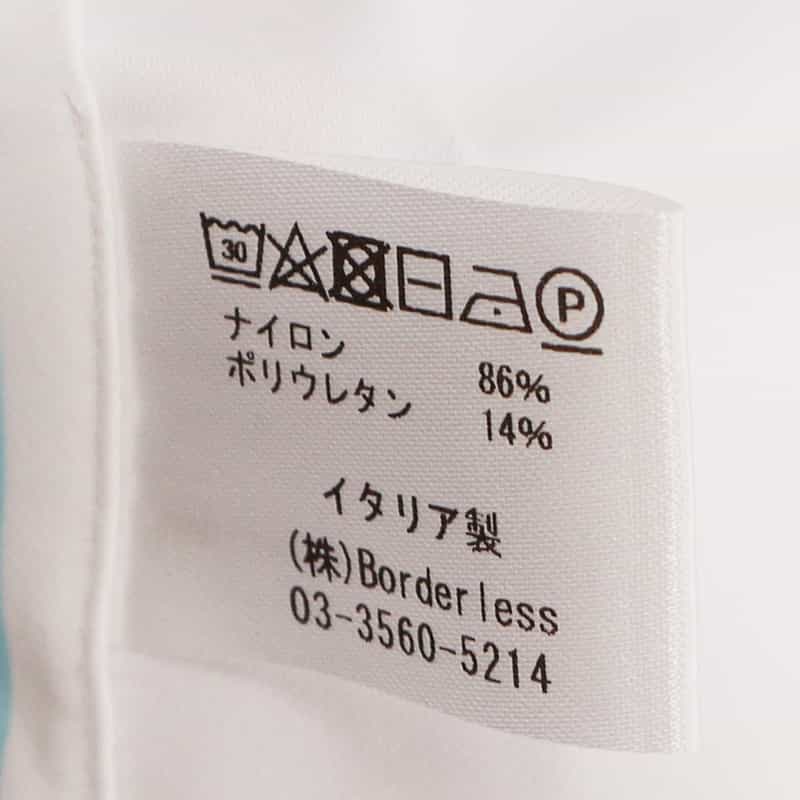 30
P
ナイロン 86%
ポリウレタン 14%
イタリア製
(株)Borderless
03-3560-5214